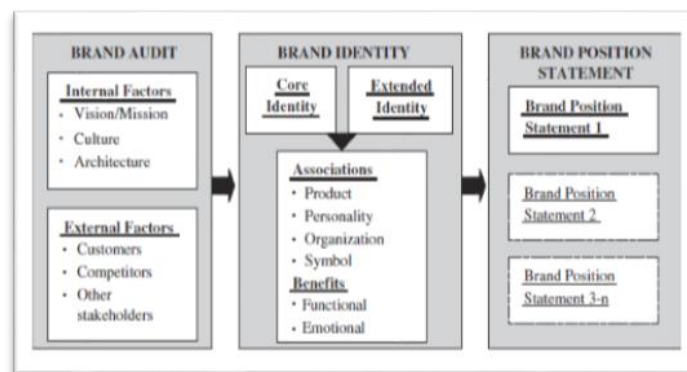 BRAND AUDIT
Internal Factors
• Vision/Mission
• Culture
• Architecture
External Factors
• Customers
• Competitors
• Other
stakeholders
BRAND IDENTITY
Core
Identity
Extended
Identity
Associations
• Product
• Personality
• Organization
• Symbol
Benefits
• Functional
• Emotional
BRAND POSITION
STATEMENT
Brand Position
Statement 1
Brand Position
Statement 2
Brand Position
Statement 3-n